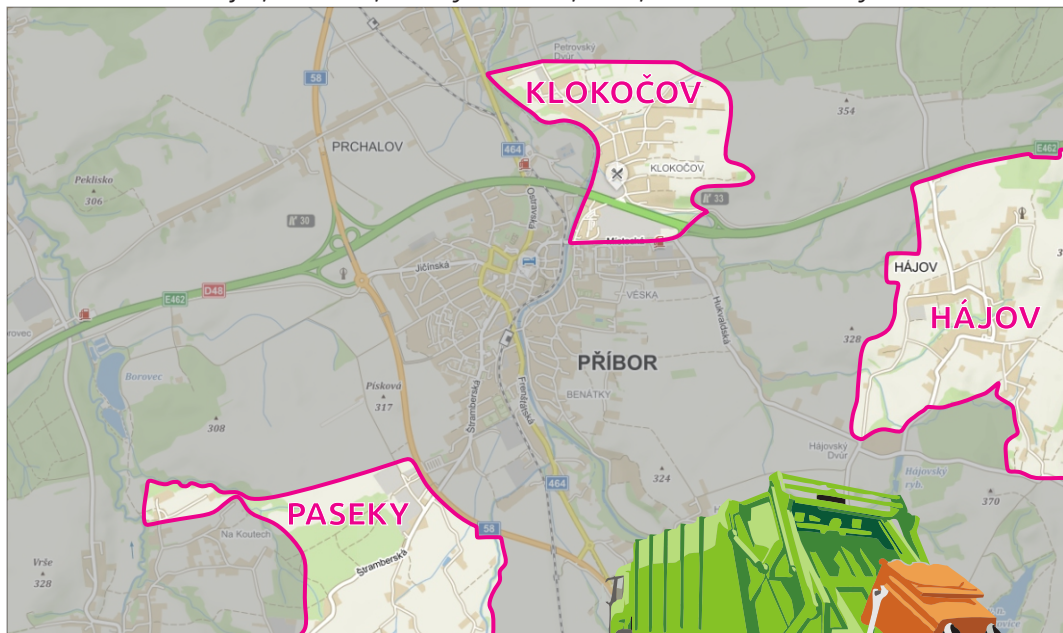 Petrovský
Dvůr
58
KLOKOČOV
354
464
PRCHALOV
E462
KLOKOČOV
Peklisko
306
33
Ostravská
30
HÁJOV
Jičínská
D48
E462
VÉSKA
Hukvaldská
HÁJOV
328
PŘÍBOR
Borovec
Písková
317
BENÁTKY
Štramberská
Frenštátská
308
Hájovský
Dvůr
324
Hájovský
ryb.
464
370
PASEKY
58
Na Koutech
Štramberská
Vrše
328